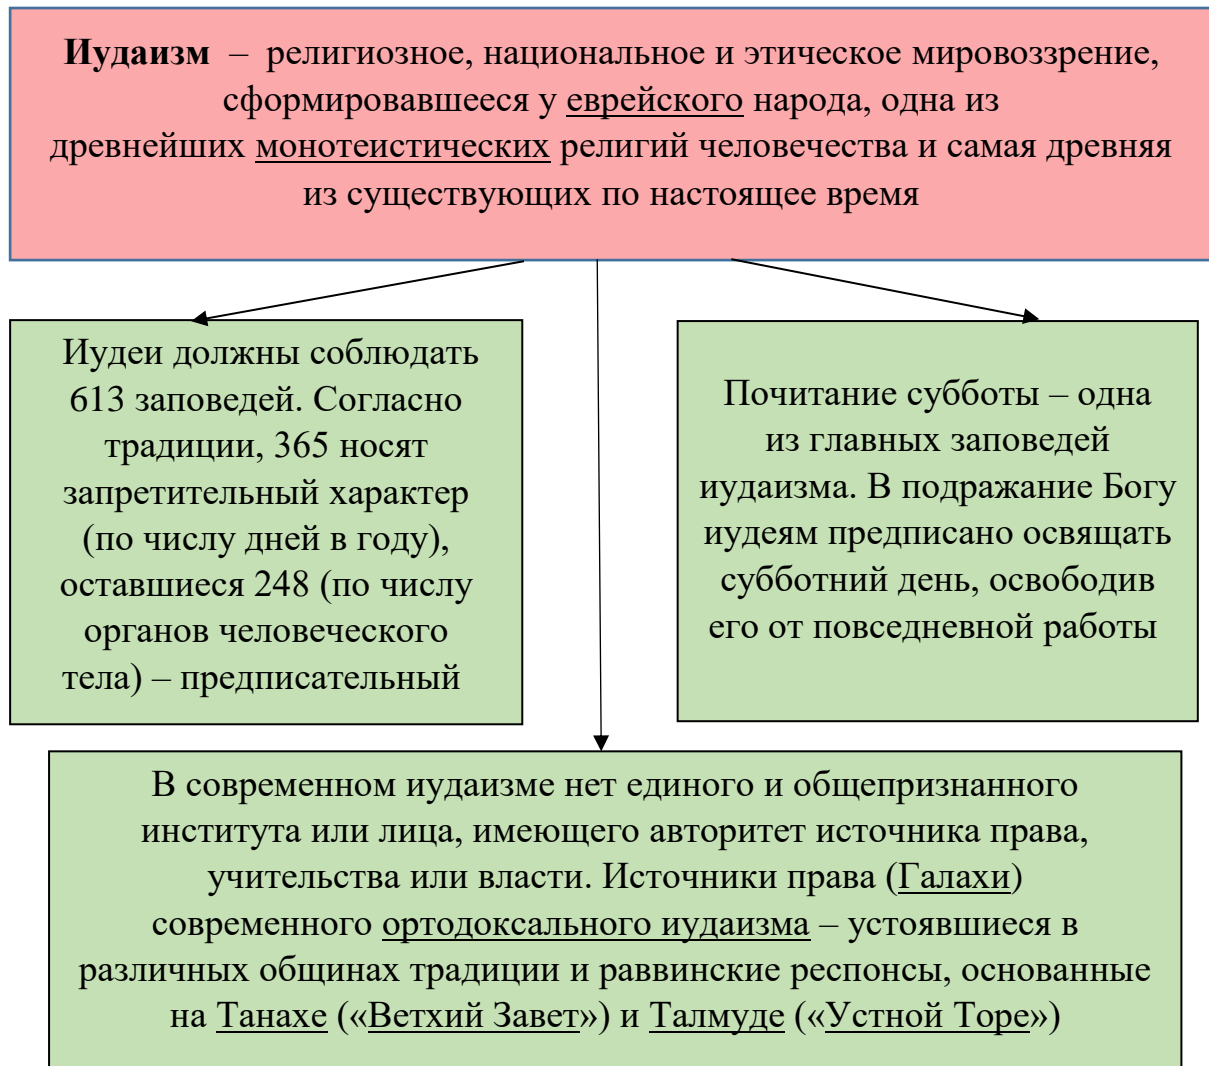 Иудаизм – религиозное, национальное и этическое мировоззрение,
сформировавшееся у еврейского народа, одна из
древнейших монотеистических религий человечества и самая древняя
из существующих по настоящее время
Иудеи должны соблюдать
613 заповедей. Согласно
традиции, 365 носят
запретительный характер
(по числу дней в году),
оставшиеся 248 (по числу
органов человеческого
тела) – предписательный
Почитание субботы – одна
из главных заповедей
иудаизма. В подражание Богу
иудеям предписано освящать
субботний день, освободив
его от повседневной работы
В современном иудаизме нет единого и общепризнанного
института или лица, имеющего авторитет источника права,
учительства или власти. Источники права (Галахи)
современного ортодоксального иудаизма – устоявшиеся в
различных общинах традиции и раввинские респонсы, основанные
на Танахе («Ветхий Завет») и Талмуде («Устной Торе»)